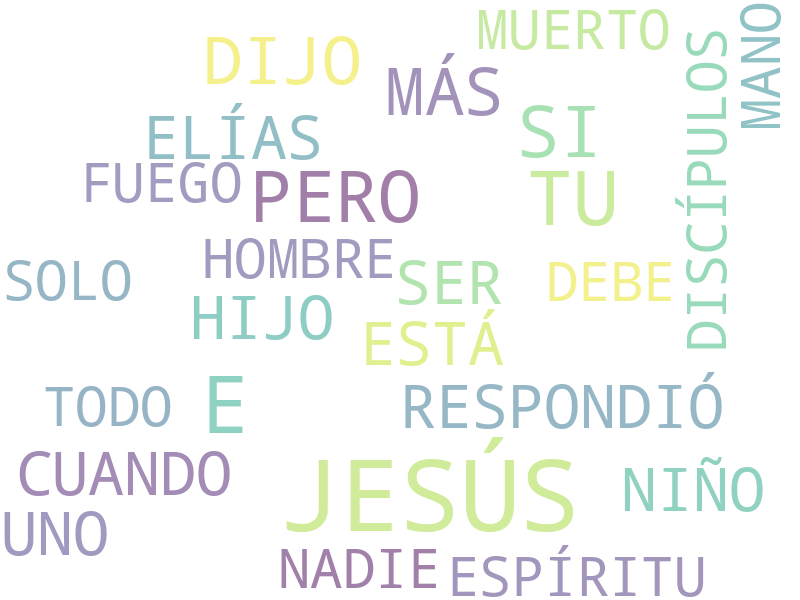 MUERTO
MANO
DIJO
MÁS
DISCÍPULOS
ELÍAS
SI
FUEGO
PERO
TU
HOMBRE
SOLO
SER
DEBE
HIJO
ESTÁ
TODO
E
RESPONDIÓ
CUANDO
JESÚS
NIÑO
UNO
NADIE
ESPÍRITU